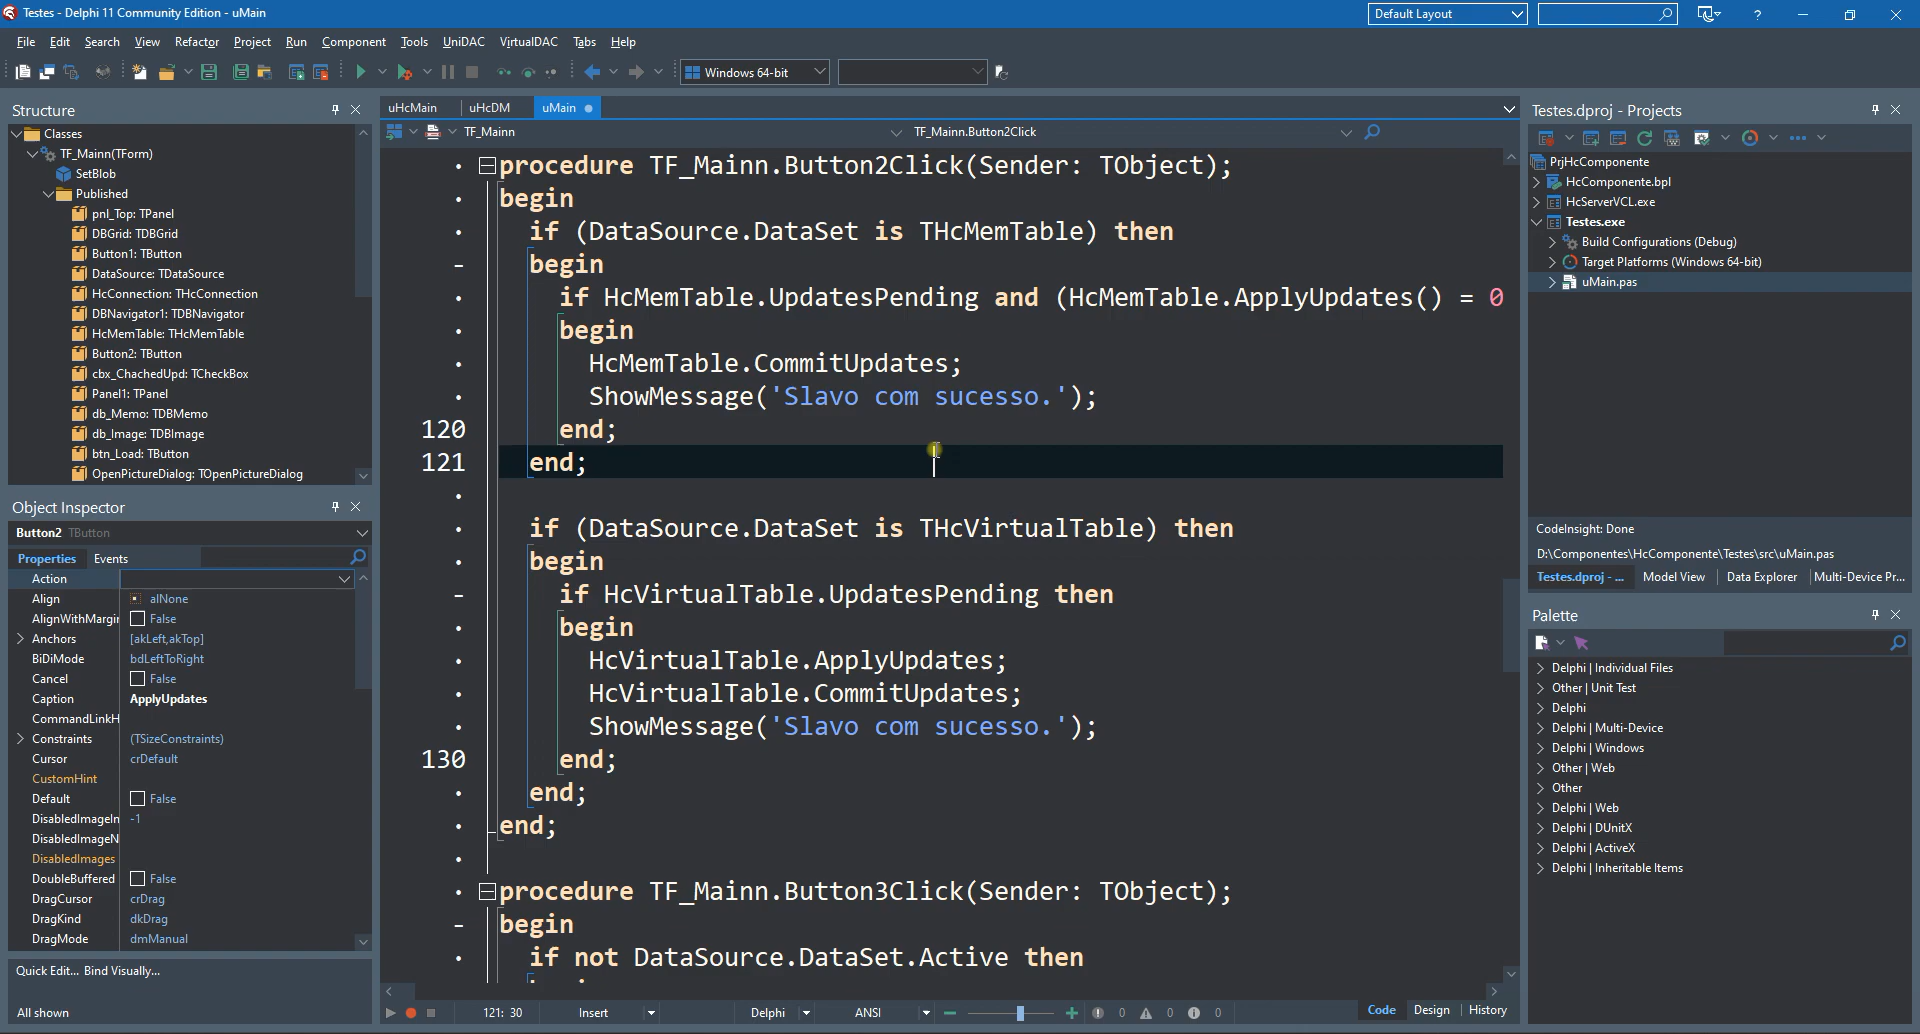 Testes - Delphi 11 Community Edition - uMain
Default Layout
?
File Edit Search View Refactor Project Run Component Tools UniDAC VirtualDAC Tabs Help
Windows 64-bit
Structure
Classes
TF_Mainn(TForm)
SetBlob
Published
pnl_Top: TPanel
DBGrid: TDBGrid
Button1: TButton
DataSource: TDataSource
HcConnection: THcConnection
DBNavigator1: TDBNavigator
HcMemTable: THcMemTable
Button2: TButton
cbx_ChachedUpd: TCheckBox
Panel1: TPanel
db_Memo: TDBMemo
db_Image: TDBImage
btn_Load: TButton
OpenPictureDialog: TOpenPictureDialog
Object Inspector
Button2 TButton
Properties Events
Action
Align alNone
AlignWithMargin False
Anchors [akLeft,akTop]
BiDiMode bdLeftToRight
Cancel False
Caption ApplyUpdates
CommandLinkH
Constraints (TSizeConstraints)
Cursor crDefault
CustomHint
Default False
DisabledImageIn -1
DisabledImageN
DisabledImages
DoubleBuffered False
DragCursor crDrag
DragKind dkDrag
DragMode dmManual
Quick Edit... Bind Visually...
All shown
uHcMain uHcDM uMain
TF_Mainn TF_Mainn.Button2Click
procedure TF_Mainn.Button2Click(Sender: TObject);
begin
if (DataSource.DataSet is THcMemTable) then
begin
if HcMemTable.UpdatesPending and (HcMemTable.ApplyUpdates() = 0
begin
HcMemTable.CommitUpdates;
ShowMessage('Slavo com sucesso.');
120 end;
121 end;
if (DataSource.DataSet is THcVirtualTable) then
begin
if HcVirtualTable.UpdatesPending then
begin
HcVirtualTable.ApplyUpdates;
HcVirtualTable.CommitUpdates;
ShowMessage('Slavo com sucesso.');
130 end;
end;
end;
procedure TF_Mainn.Button3Click(Sender: TObject);
begin
if not DataSource.DataSet.Active then
121: 30 Insert Delphi ANSI 0 0 0 Code Design History
Testes.dproj - Projects
PrjHcComponente
HcComponente.bpl
HcServerVCL.exe
Testes.exe
Build Configurations (Debug)
Target Platforms (Windows 64-bit)
uMain.pas
CodeInsight: Done
D:\Componentes\HcComponente\Testes\src\uMain.pas
Testes.dproj - ... Model View Data Explorer Multi-Device Pr...
Palette
Delphi | Individual Files
Other | Unit Test
Delphi
Delphi | Multi-Device
Delphi | Windows
Other | Web
Other
Delphi | Web
Delphi | DUnitX
Delphi | ActiveX
Delphi | Inheritable Items